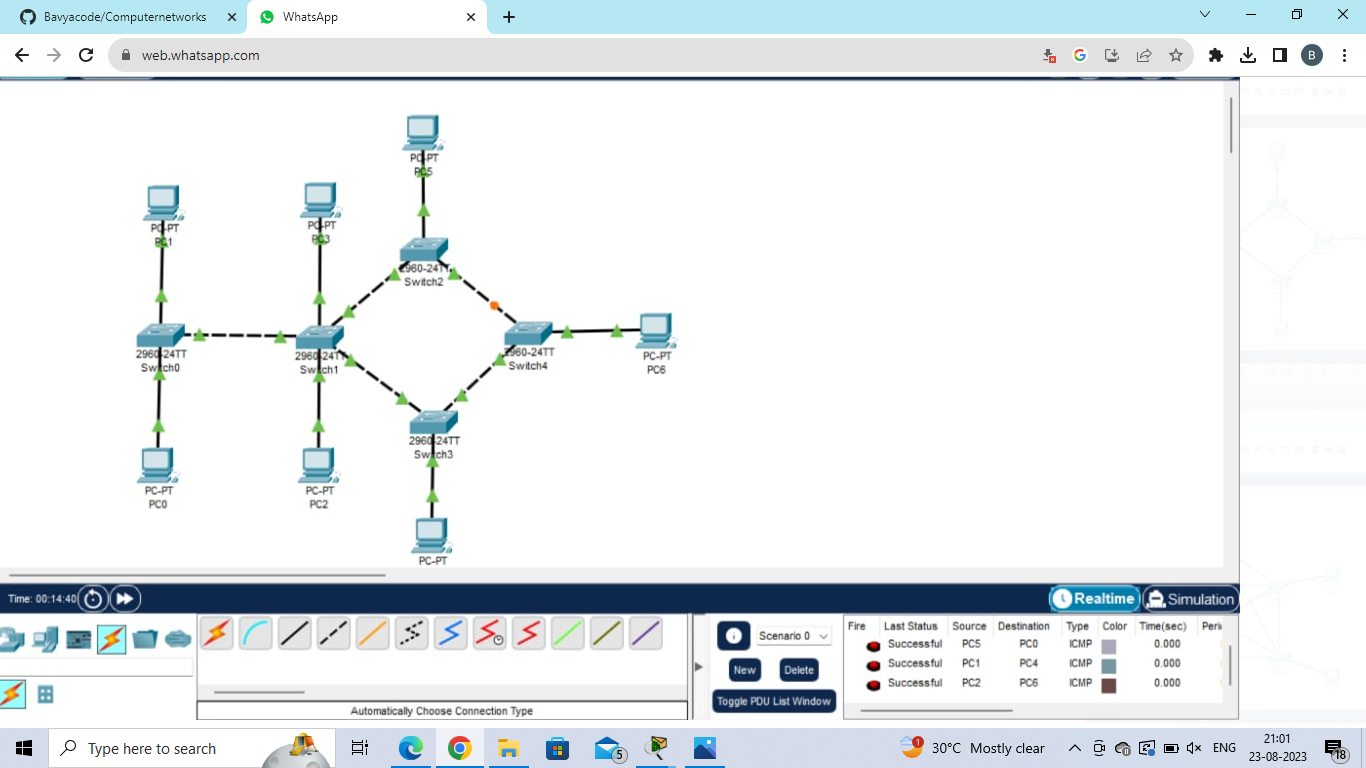 Bavyacode/Computernetworks
WhatsApp
web.whatsapp.com
B
PC-PT
PC5
PC-PT
PC1
PC-PT
PC3
2960-24TT
Switch2
2960-24TT
Switch0
2960-24TT
Switch1
2960-24TT
Switch4
PC-PT
PC6
2960-24TT
Switch3
PC-PT
PC0
PC-PT
PC2
PC-PT
Time: 00:14:40
Realtime
Simulation
Scenario 0
New
Delete
Toggle PDU List Window
Automatically Choose Connection Type
Fire Last Status Source Destination Type Color Time(sec) Peri
Successful PC5 PC0 ICMP 0.000
Successful PC1 PC4 ICMP 0.000
Successful PC2 PC6 ICMP 0.000
Type here to search
5
1
30°C Mostly clear
ENG
21:01
23-08-2023
18